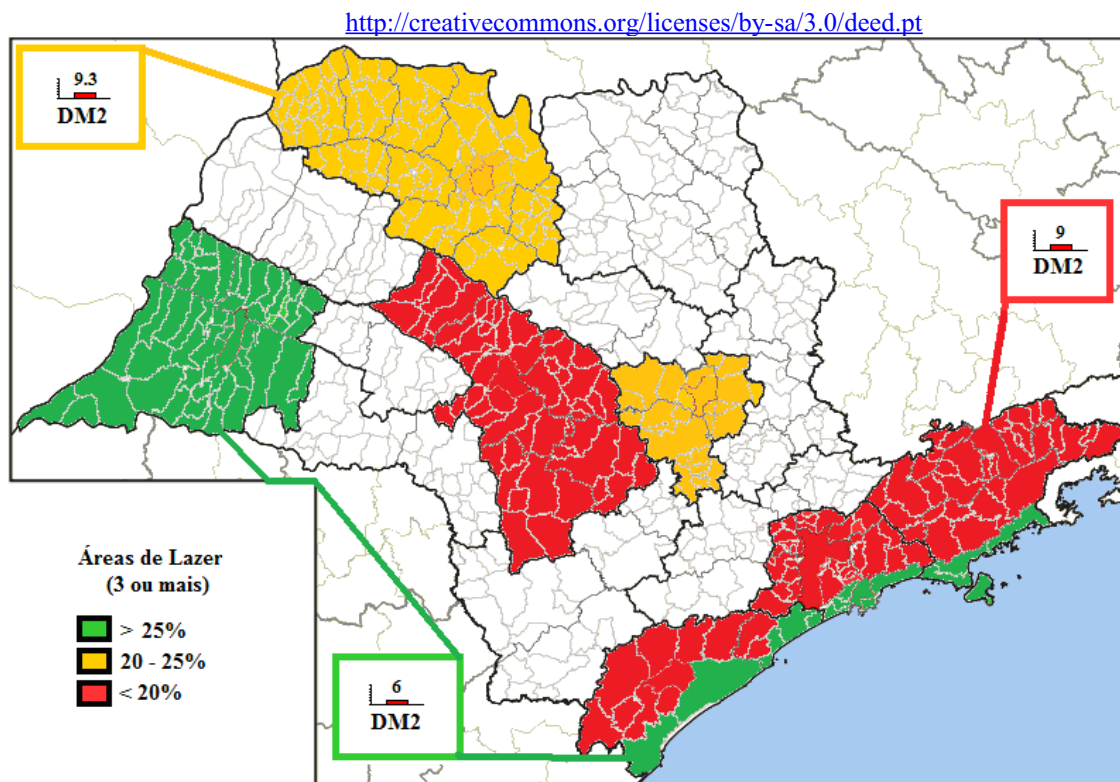 http://creativecommons.org/licenses/by-sa/3.0/deed.pt
9.3
DM2
9
DM2
Áreas de Lazer
(3 ou mais)
> 25%
20 - 25%
< 20%
6
DM2